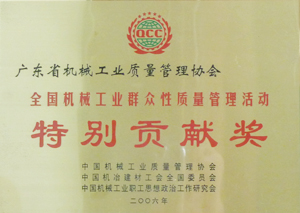 QCC
广东省机械工业质量管理协会
全国机械工业群众性质量管理活动
特别贡献奖
中国机械工业质量管理协会
中国机冶建材工会全国委员会
中国机械工业职工思想政治工作研究会
二〇〇六年